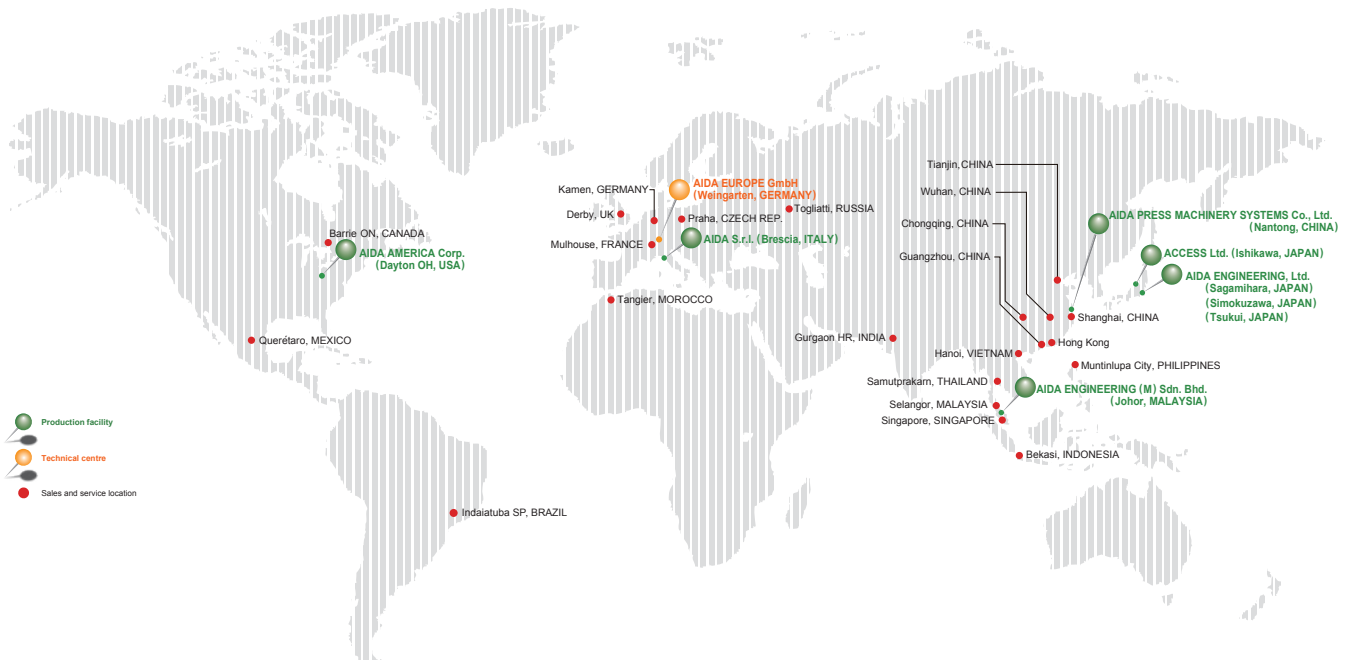 Tianjin,CHINA
Kamen, GERMANY
AIDA EUROPE GmbH
(Weingarten, GERMANY)
Wuhan, CHINA
Derby, UK
Togliatti, RUSSIA
Praha, CZECH REP.
AIDA PRESS MACHINERY SYSTEMS Co., Ltd.
(Nantong, CHINA)
Chongqing, CHINA
Barrie ON, CANADA
Mulhouse, FRANCE
AIDA S.r.l. (Brescia, ITALY)
AIDA AMERICA Corp.
(Dayton OH, USA)
Guangzhou, CHINA
ACCESS Ltd. (Ishikawa, JAPAN)
AIDA ENGINEERING, Ltd.
(Sagamihara, JAPAN)
(Simokuzawa, JAPAN)
(Tsukui, JAPAN)
Tangier, MOROCCO
Shanghai, CHINA
Querétaro, MEXICO
Gurgaon HR, INDIA
Hong Kong
Hanoi, VIETNAM
Muntinlupa City, PHILIPPINES
Samutprakarn, THAILAND
AIDA ENGINEERING (M) Sdn. Bhd.
(Johor, MALAYSIA)
Selangor, MALAYSIA
Singapore, SINGAPORE
Bekasi, INDONESIA
Indaiatuba SP, BRAZIL
Production facility
Technical centre
Sales and service location